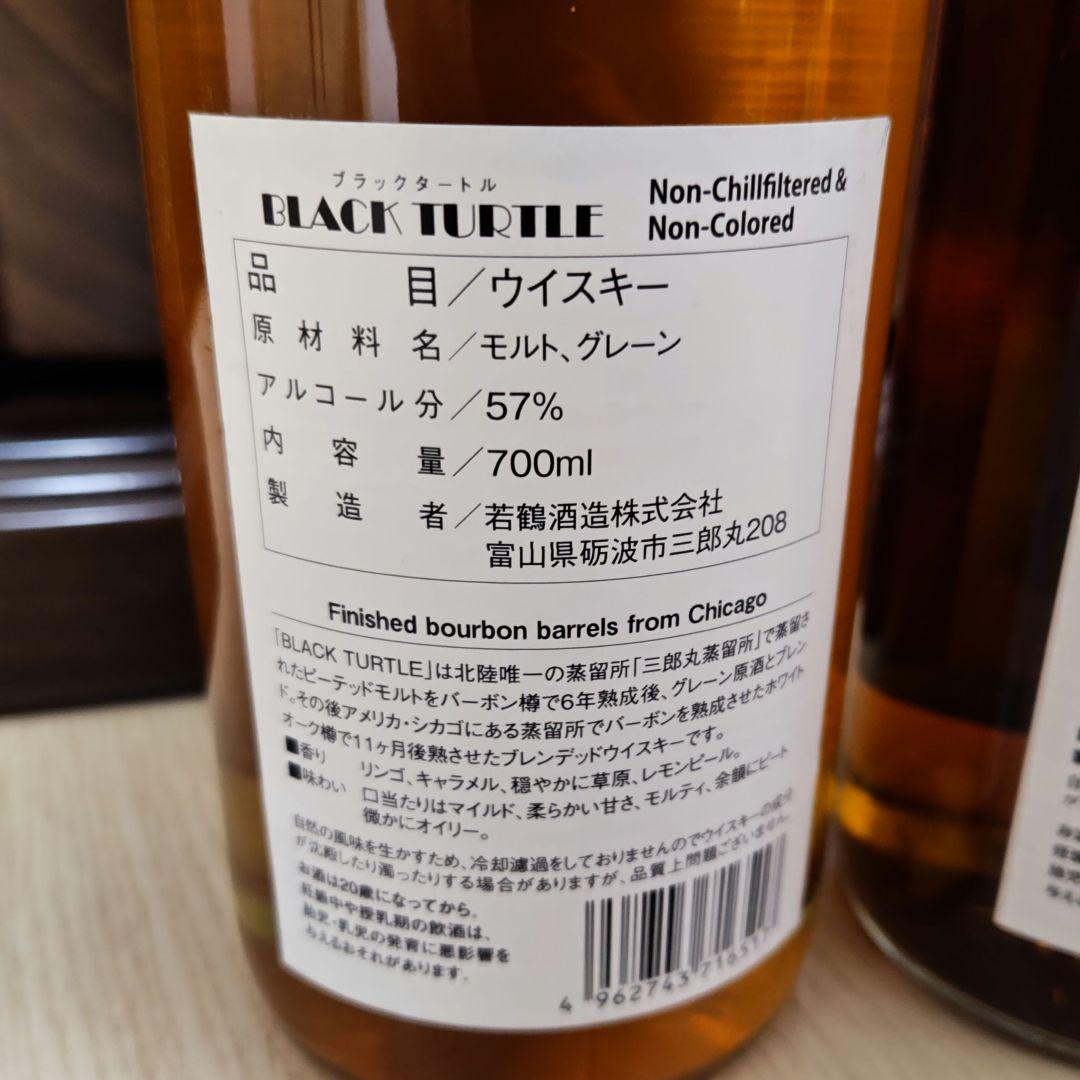 ブラックタートル
BLACK TURTLE
Non-Chillfiltered &
Non-Colored
品目／ウイスキー
原材料名／モルト、グレーン
アルコール分／57%
内容量／700ml
製造者／若鶴酒造株式会社
富山県砺波市三郎丸208
Finished bourbon barrels from Chicago
「BLACK TURTLE」は北陸唯一の蒸留所「三郎丸蒸留所」で蒸留さ
れたピーテッドモルトをバーボン樽で6年熟成後、グレーン原酒とブレン
ド。その後アメリカ・シカゴにある蒸留所でバーボンを熟成させたホワイト
オーク樽で11ヶ月後熟させたブレンデッドウイスキーです。
■香り リンゴ、キャラメル、穏やかに草原、レモンピール。
■味わい 口当たりはマイルド、柔らかい甘さ、モルティ、余韻にピート
微かにオイリー。
自然の風味を生かすため、冷却濾過をしておりませんのでウイスキーの成分
が沈殿したり濁ったりする場合がありますが、品質上問題ございません。
お酒は20歳になってから。
妊娠中や授乳期の飲酒は、
胎児・乳児の発育に悪影響を
与えるおそれがあります。
4 962743 716517